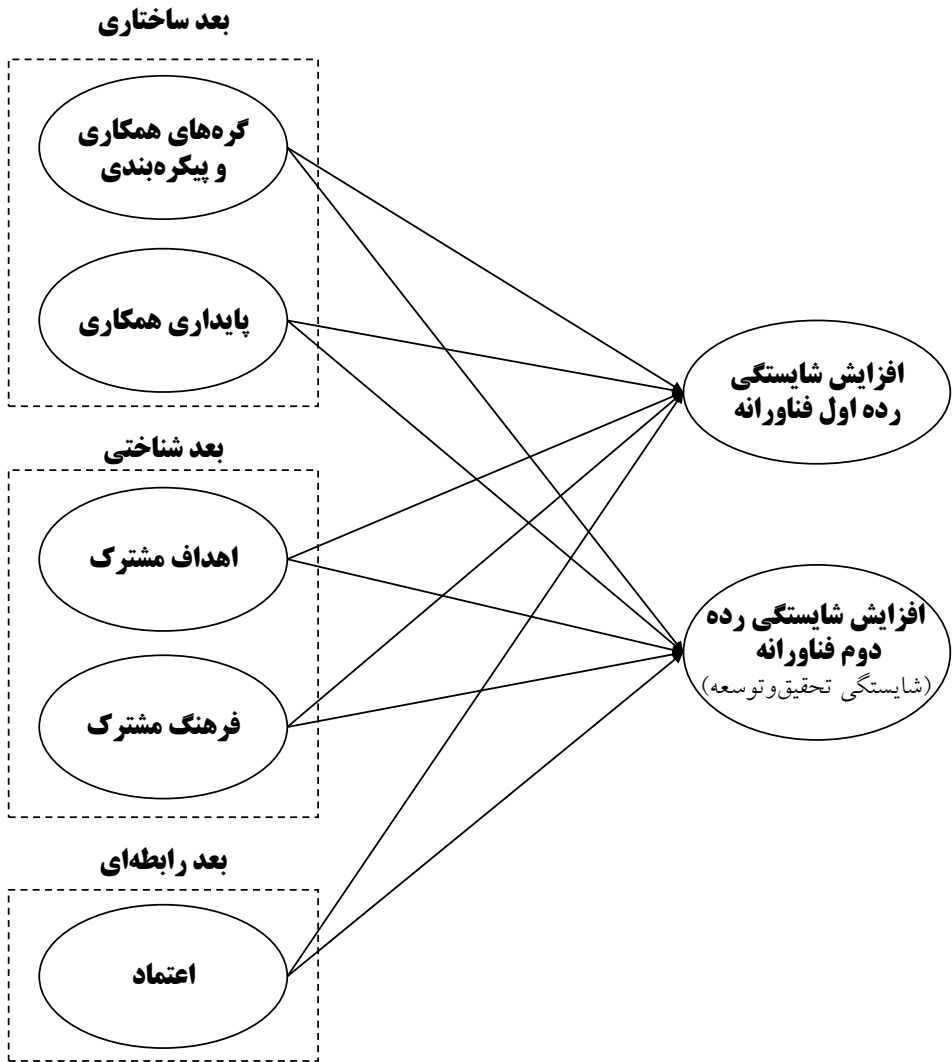 بعد ساختاری
گره‌های همکاری
و پیکره‌بندی
پایداری همکاری
افزایش شایستگی
رده اول فناورانه
بعد شناختی
اهداف مشترک
افزایش شایستگی رده
دوم فناورانه
(شایستگی تحقیق‌وتوسعه)
فرهنگ مشترک
بعد رابطه‌ای
اعتماد